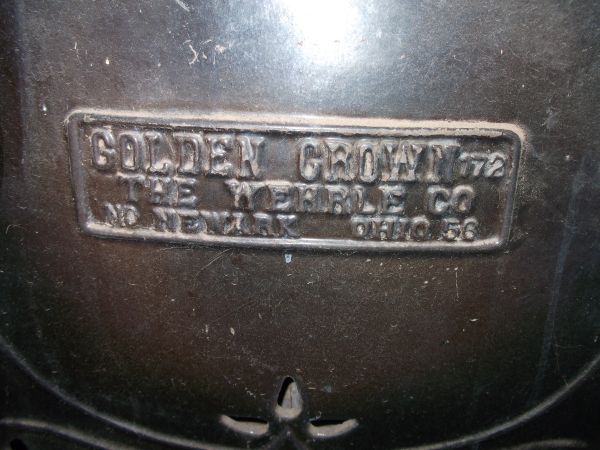 GOLDEN CROWN 172
THE WEHRLE CO
NO NEWARK OHIO. 56